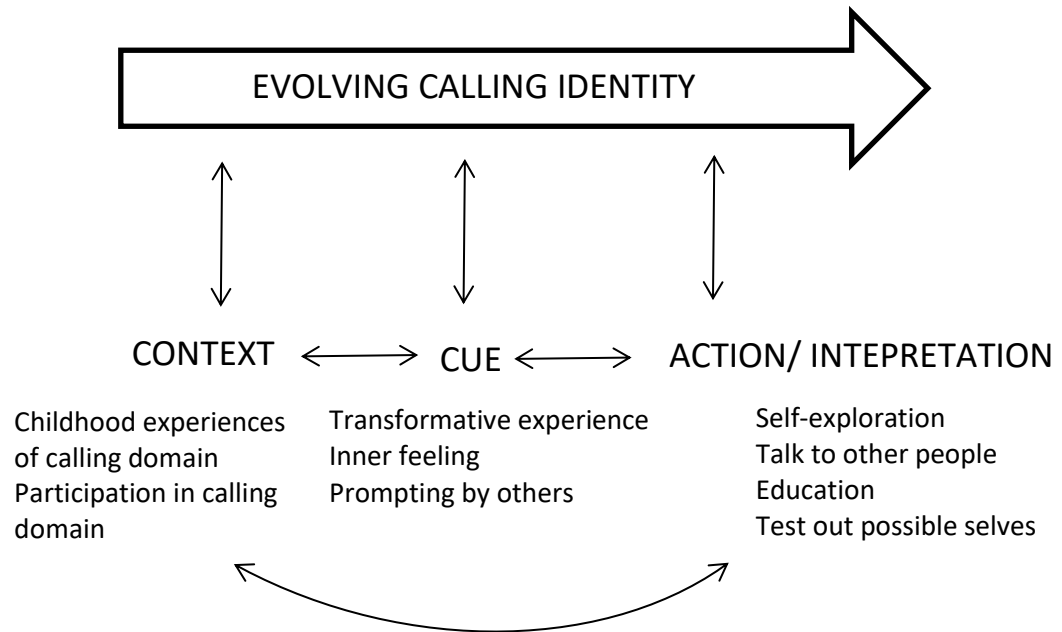 EVOLVING CALLING IDENTITY
CONTEXT
CUE
ACTION/ INTEPRETATION
Childhood experiences
of calling domain
Participation in calling
domain
Transformative experience
Inner feeling
Prompting by others
Self-exploration
Talk to other people
Education
Test out possible selves